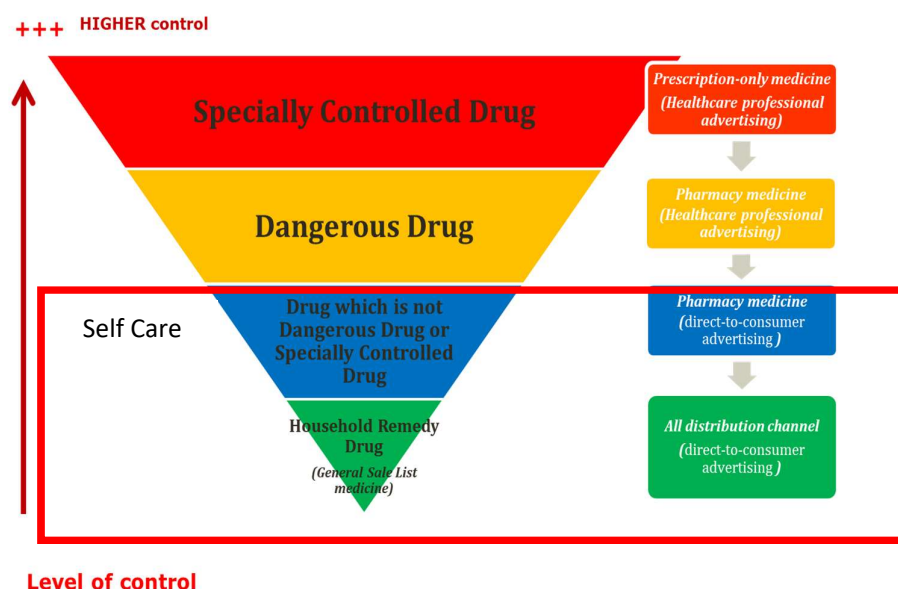 +++ HIGHER control
Specially Controlled Drug
Prescription-only medicine
(Healthcare professional
advertising)
Dangerous Drug
Pharmacy medicine
(Healthcare professional
advertising)
Self Care
Drug which is not
Dangerous Drug or
Specially Controlled
Drug
Pharmacy medicine
(direct-to-consumer
advertising )
Household Remedy
Drug
(General Sale List
medicine)
All distribution channel
(direct-to-consumer
advertising )
Level of control